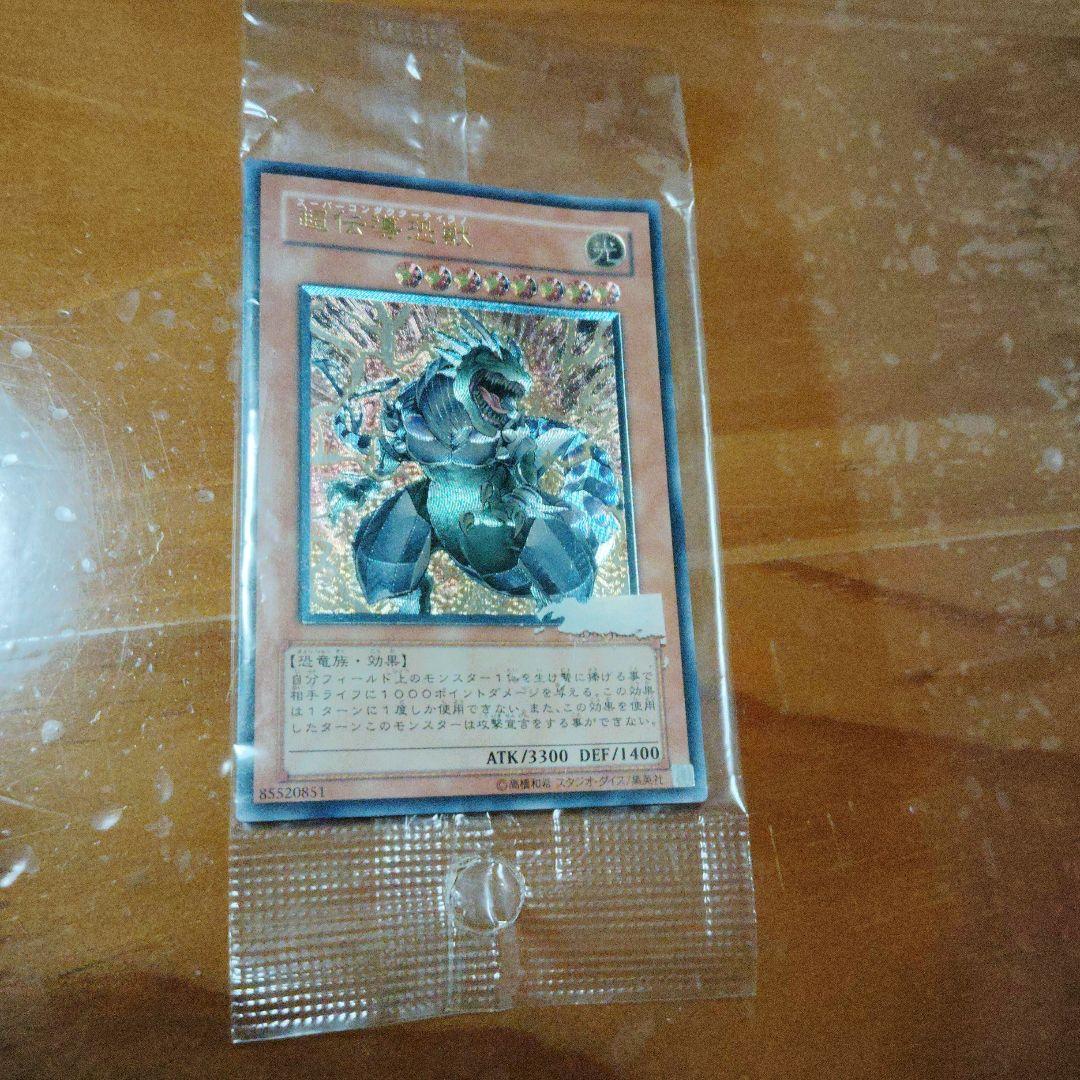 スーパーコンダクターティラノ
超伝導恐獣
光
【恐竜族・効果】
自分フィールド上のモンスター1体を生け贄に捧げる事で
相手ライフに1000ポイントダメージを与える。この効果
は1ターンに1度しか使用できない。また、この効果を使用
したターンこのモンスターは攻撃宣言をする事ができない。
ATK/3300 DEF/1400
85520851
©高橋和希 スタジオ・ダイス/集英社